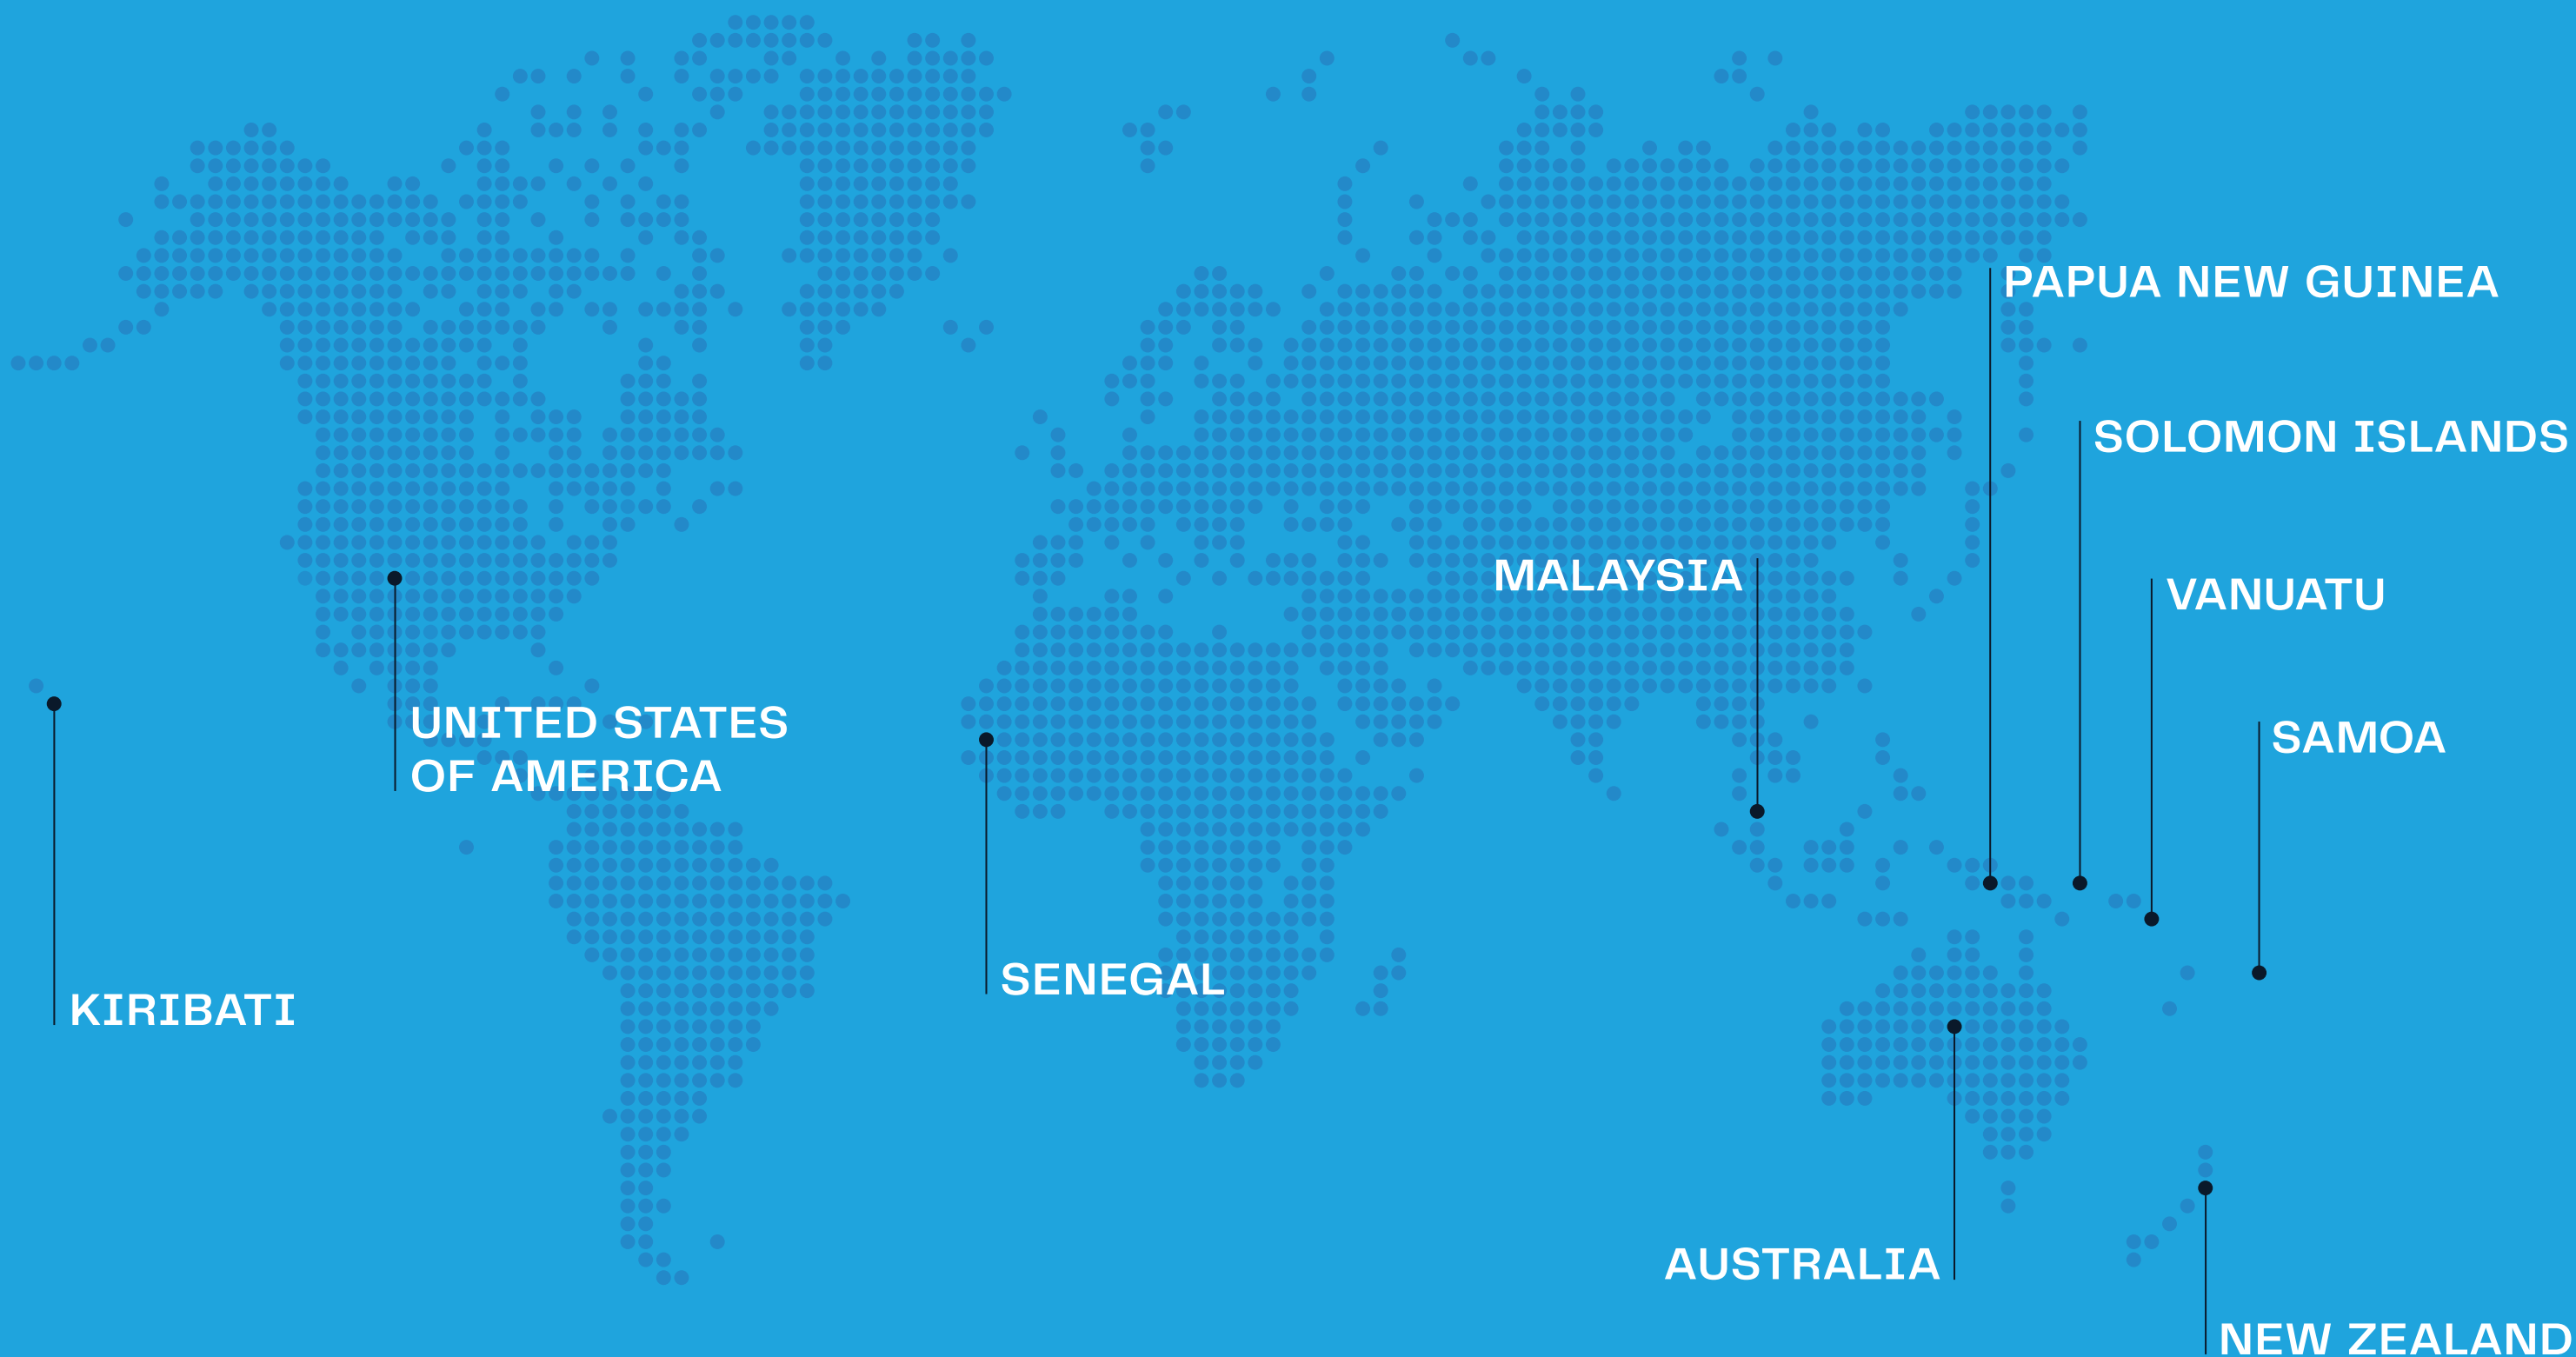 PAPUA NEW GUINEA
SOLOMON ISLANDS
MALAYSIA
VANUATU
UNITED STATES
OF AMERICA
SAMOA
SENEGAL
KIRIBATI
AUSTRALIA
NEW ZEALAND